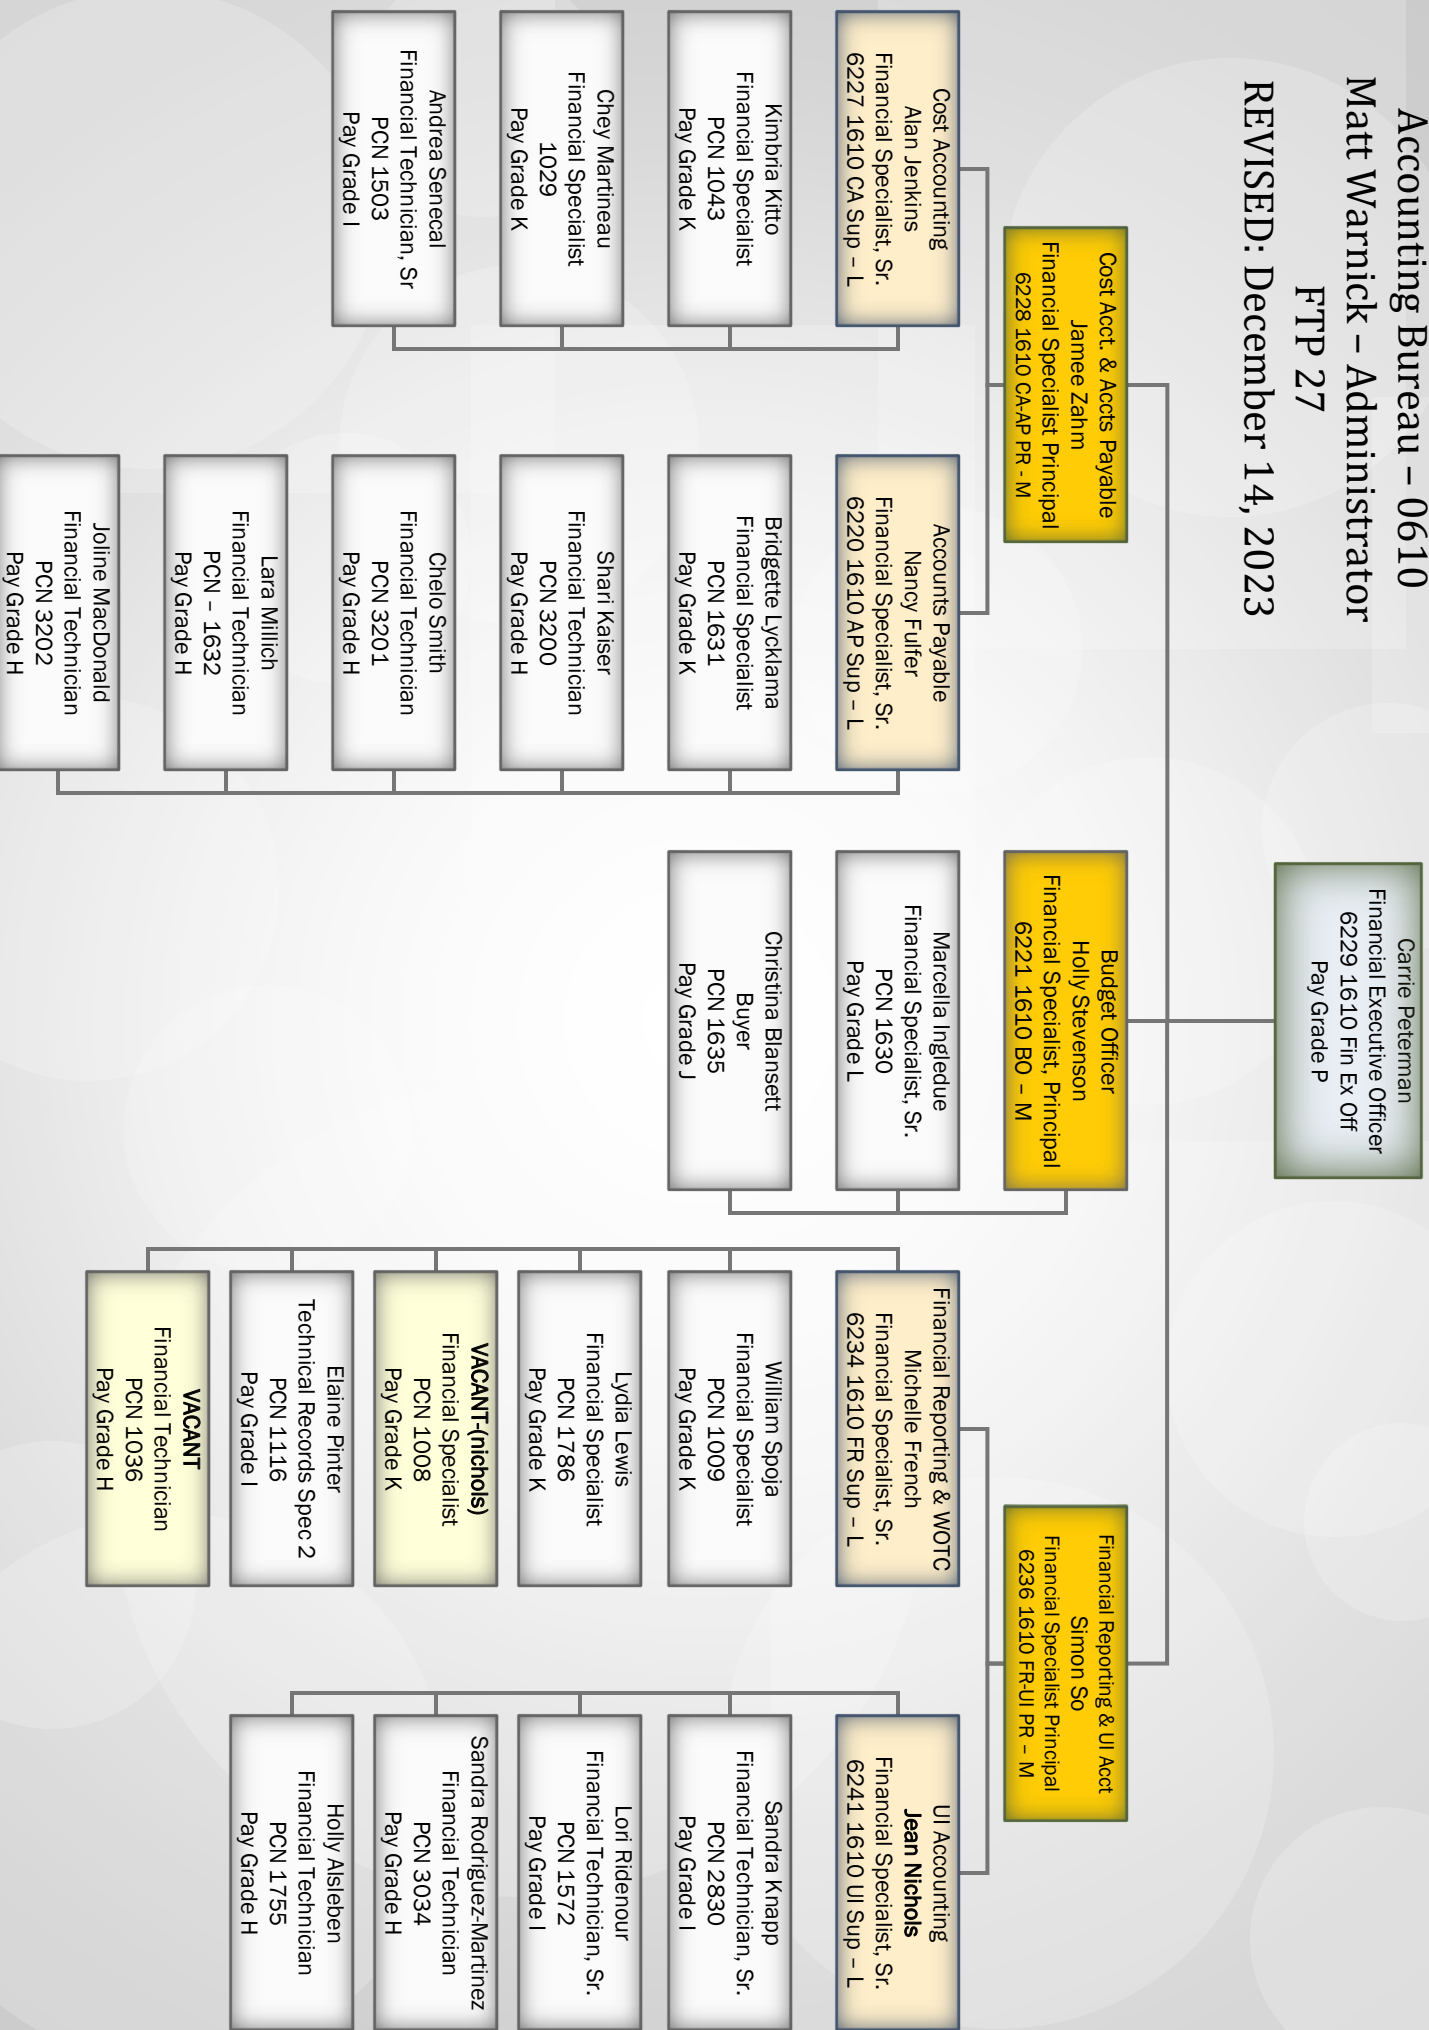 Accounting Bureau – 0610
Matt Warnick – Administrator
FTP 27
REVISED: December 14, 2023
Carrie Peterman
Financial Executive Officer
6229 1610 Fin Ex Off
Pay Grade P
Cost Acct. & Accts Payable
Jamee Zahm
Financial Specialist Principal
6228 1610 CA-AP PR - M
Budget Officer
Holly Stevenson
Financial Specialist, Principal
6221 1610 BO – M
Financial Reporting & UI Acct
Simon So
Financial Specialist Principal
6236 1610 FR-UI PR – M
Cost Accounting
Alan Jenkins
Financial Specialist, Sr.
6227 1610 CA Sup – L
Kimbria Kitto
Financial Specialist
PCN 1043
Pay Grade K
Chey Martineau
Financial Specialist
1029
Pay Grade K
Andrea Senecal
Financial Technician, Sr
PCN 1503
Pay Grade I
Accounts Payable
Nancy Fulfer
Financial Specialist, Sr.
6220 1610 AP Sup – L
Bridgette Lycklama
Financial Specialist
PCN 1631
Pay Grade K
Shari Kaiser
Financial Technician
PCN 3200
Pay Grade H
Chelo Smith
Financial Technician
PCN 3201
Pay Grade H
Lara Millich
Financial Technician
PCN – 1632
Pay Grade H
Joline MacDonald
Financial Technician
PCN 3202
Pay Grade H
Marcella Ingledue
Financial Specialist, Sr.
PCN 1630
Pay Grade L
Christina Blansett
Buyer
PCN 1635
Pay Grade J
Financial Reporting & WOTC
Michelle French
Financial Specialist, Sr.
6234 1610 FR Sup – L
William Spoja
Financial Specialist
PCN 1009
Pay Grade K
Lydia Lewis
Financial Specialist
PCN 1786
Pay Grade K
VACANT-(nichols)
Financial Specialist
PCN 1008
Pay Grade K
Elaine Pinter
Technical Records Spec 2
PCN 1116
Pay Grade I
VACANT
Financial Technician
PCN 1036
Pay Grade H
UI Accounting
Jean Nichols
Financial Specialist, Sr.
6241 1610 UI Sup – L
Sandra Knapp
Financial Technician, Sr.
PCN 2830
Pay Grade I
Lori Ridenour
Financial Technician, Sr.
PCN 1572
Pay Grade I
Sandra Rodriguez-Martinez
Financial Technician
PCN 3034
Pay Grade H
Holly Alsleben
Financial Technician
PCN 1755
Pay Grade H